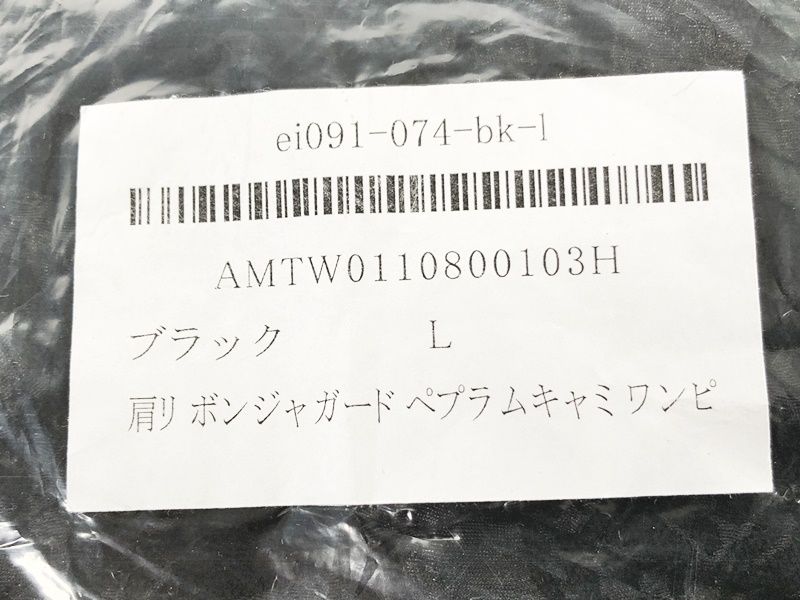 ei091-074-bk-l
AMTW0110800103H
ブラック L
肩リボンジャガードペプラムキャミワンピ